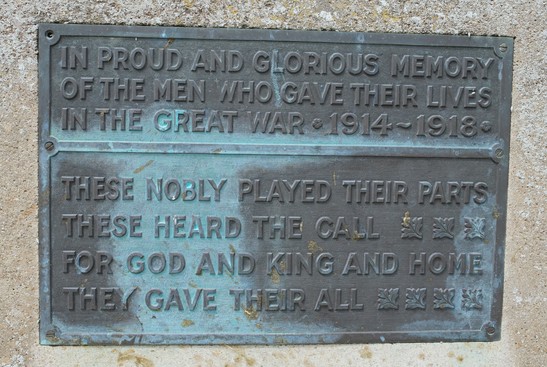 IN PROUD AND GLORIOUS MEMORY
OF THE MEN WHO GAVE THEIR LIVES
IN THE GREAT WAR • 1914~1918 •
THESE NOBLY PLAYED THEIR PARTS
THESE HEARD THE CALL
FOR GOD AND KING AND HOME
THEY GAVE THEIR ALL